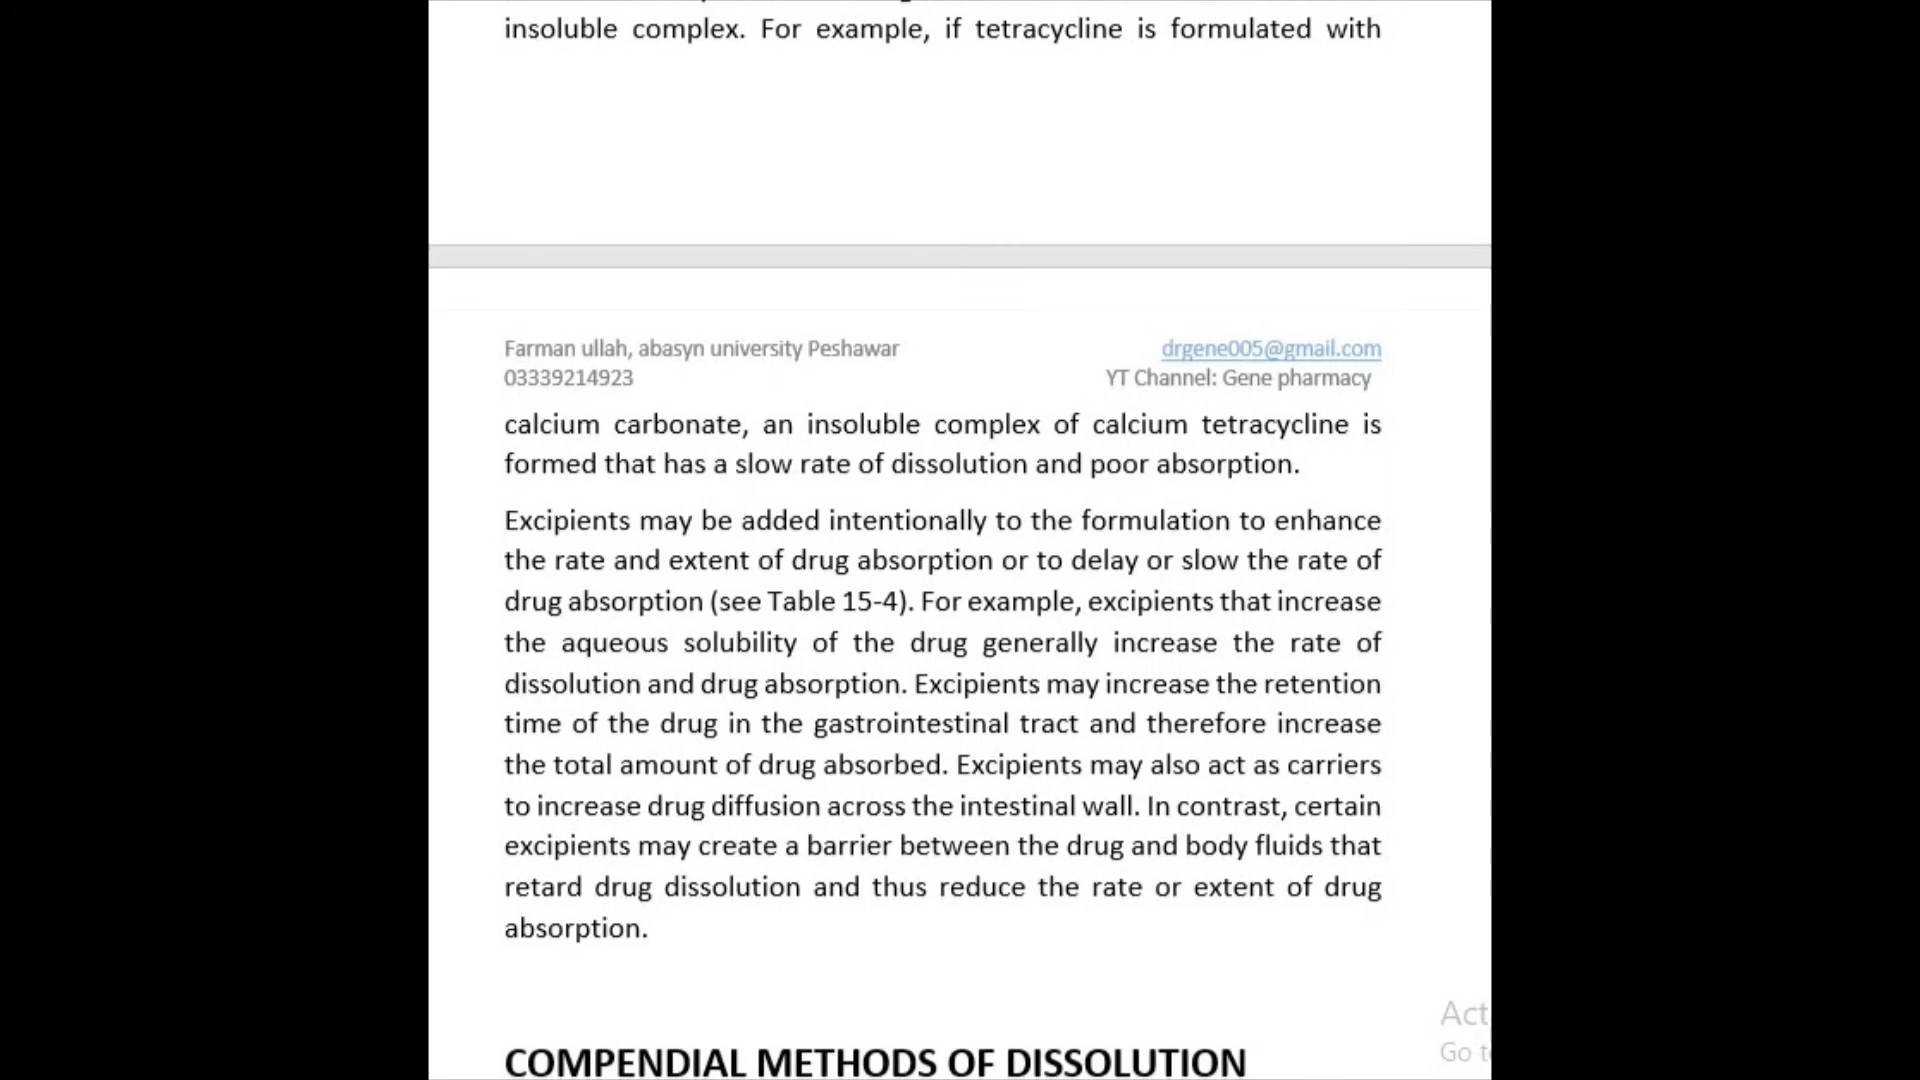 insoluble complex. For example, if tetracycline is formulated with
Farman ullah, abasyn university Peshawar drgene005@gmail.com
03339214923 YT Channel: Gene pharmacy
calcium carbonate, an insoluble complex of calcium tetracycline is
formed that has a slow rate of dissolution and poor absorption.
Excipients may be added intentionally to the formulation to enhance
the rate and extent of drug absorption or to delay or slow the rate of
drug absorption (see Table 15-4). For example, excipients that increase
the aqueous solubility of the drug generally increase the rate of
dissolution and drug absorption. Excipients may increase the retention
time of the drug in the gastrointestinal tract and therefore increase
the total amount of drug absorbed. Excipients may also act as carriers
to increase drug diffusion across the intestinal wall. In contrast, certain
excipients may create a barrier between the drug and body fluids that
retard drug dissolution and thus reduce the rate or extent of drug
absorption.
Act
Go t
COMPENDIAL METHODS OF DISSOLUTION